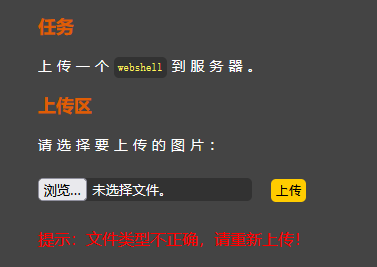 任务
上传一个 webshell 到服务器。
上传区
请选择要上传的图片：
浏览... 未选择文件。 上传
提示：文件类型不正确，请重新上传！